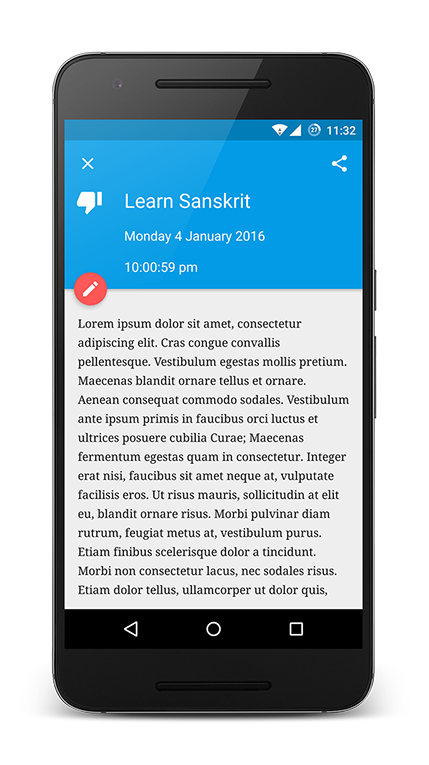 27
11:32
Learn Sanskrit
Monday 4 January 2016
10:00:59 pm
Lorem ipsum dolor sit amet, consectetur
adipiscing elit. Cras congue convallis
pellentesque. Vestibulum egestas mollis pretium.
Maecenas blandit ornare tellus et ornare.
Aenean consequat commodo sodales. Vestibulum
ante ipsum primis in faucibus orci luctus et
ultrices posuere cubilia Curae; Maecenas
fermentum egestas quam in consectetur. Integer
erat nisi, faucibus sit amet neque at, vulputate
facilisis eros. Ut risus mauris, sollicitudin at elit
eu, blandit ornare risus. Morbi pulvinar diam
rutrum, feugiat metus at, vestibulum purus.
Etiam finibus scelerisque dolor a tincidunt.
Morbi non consectetur lacus, nec sodales risus.
Etiam dolor tellus, ullamcorper ut dolor quis,